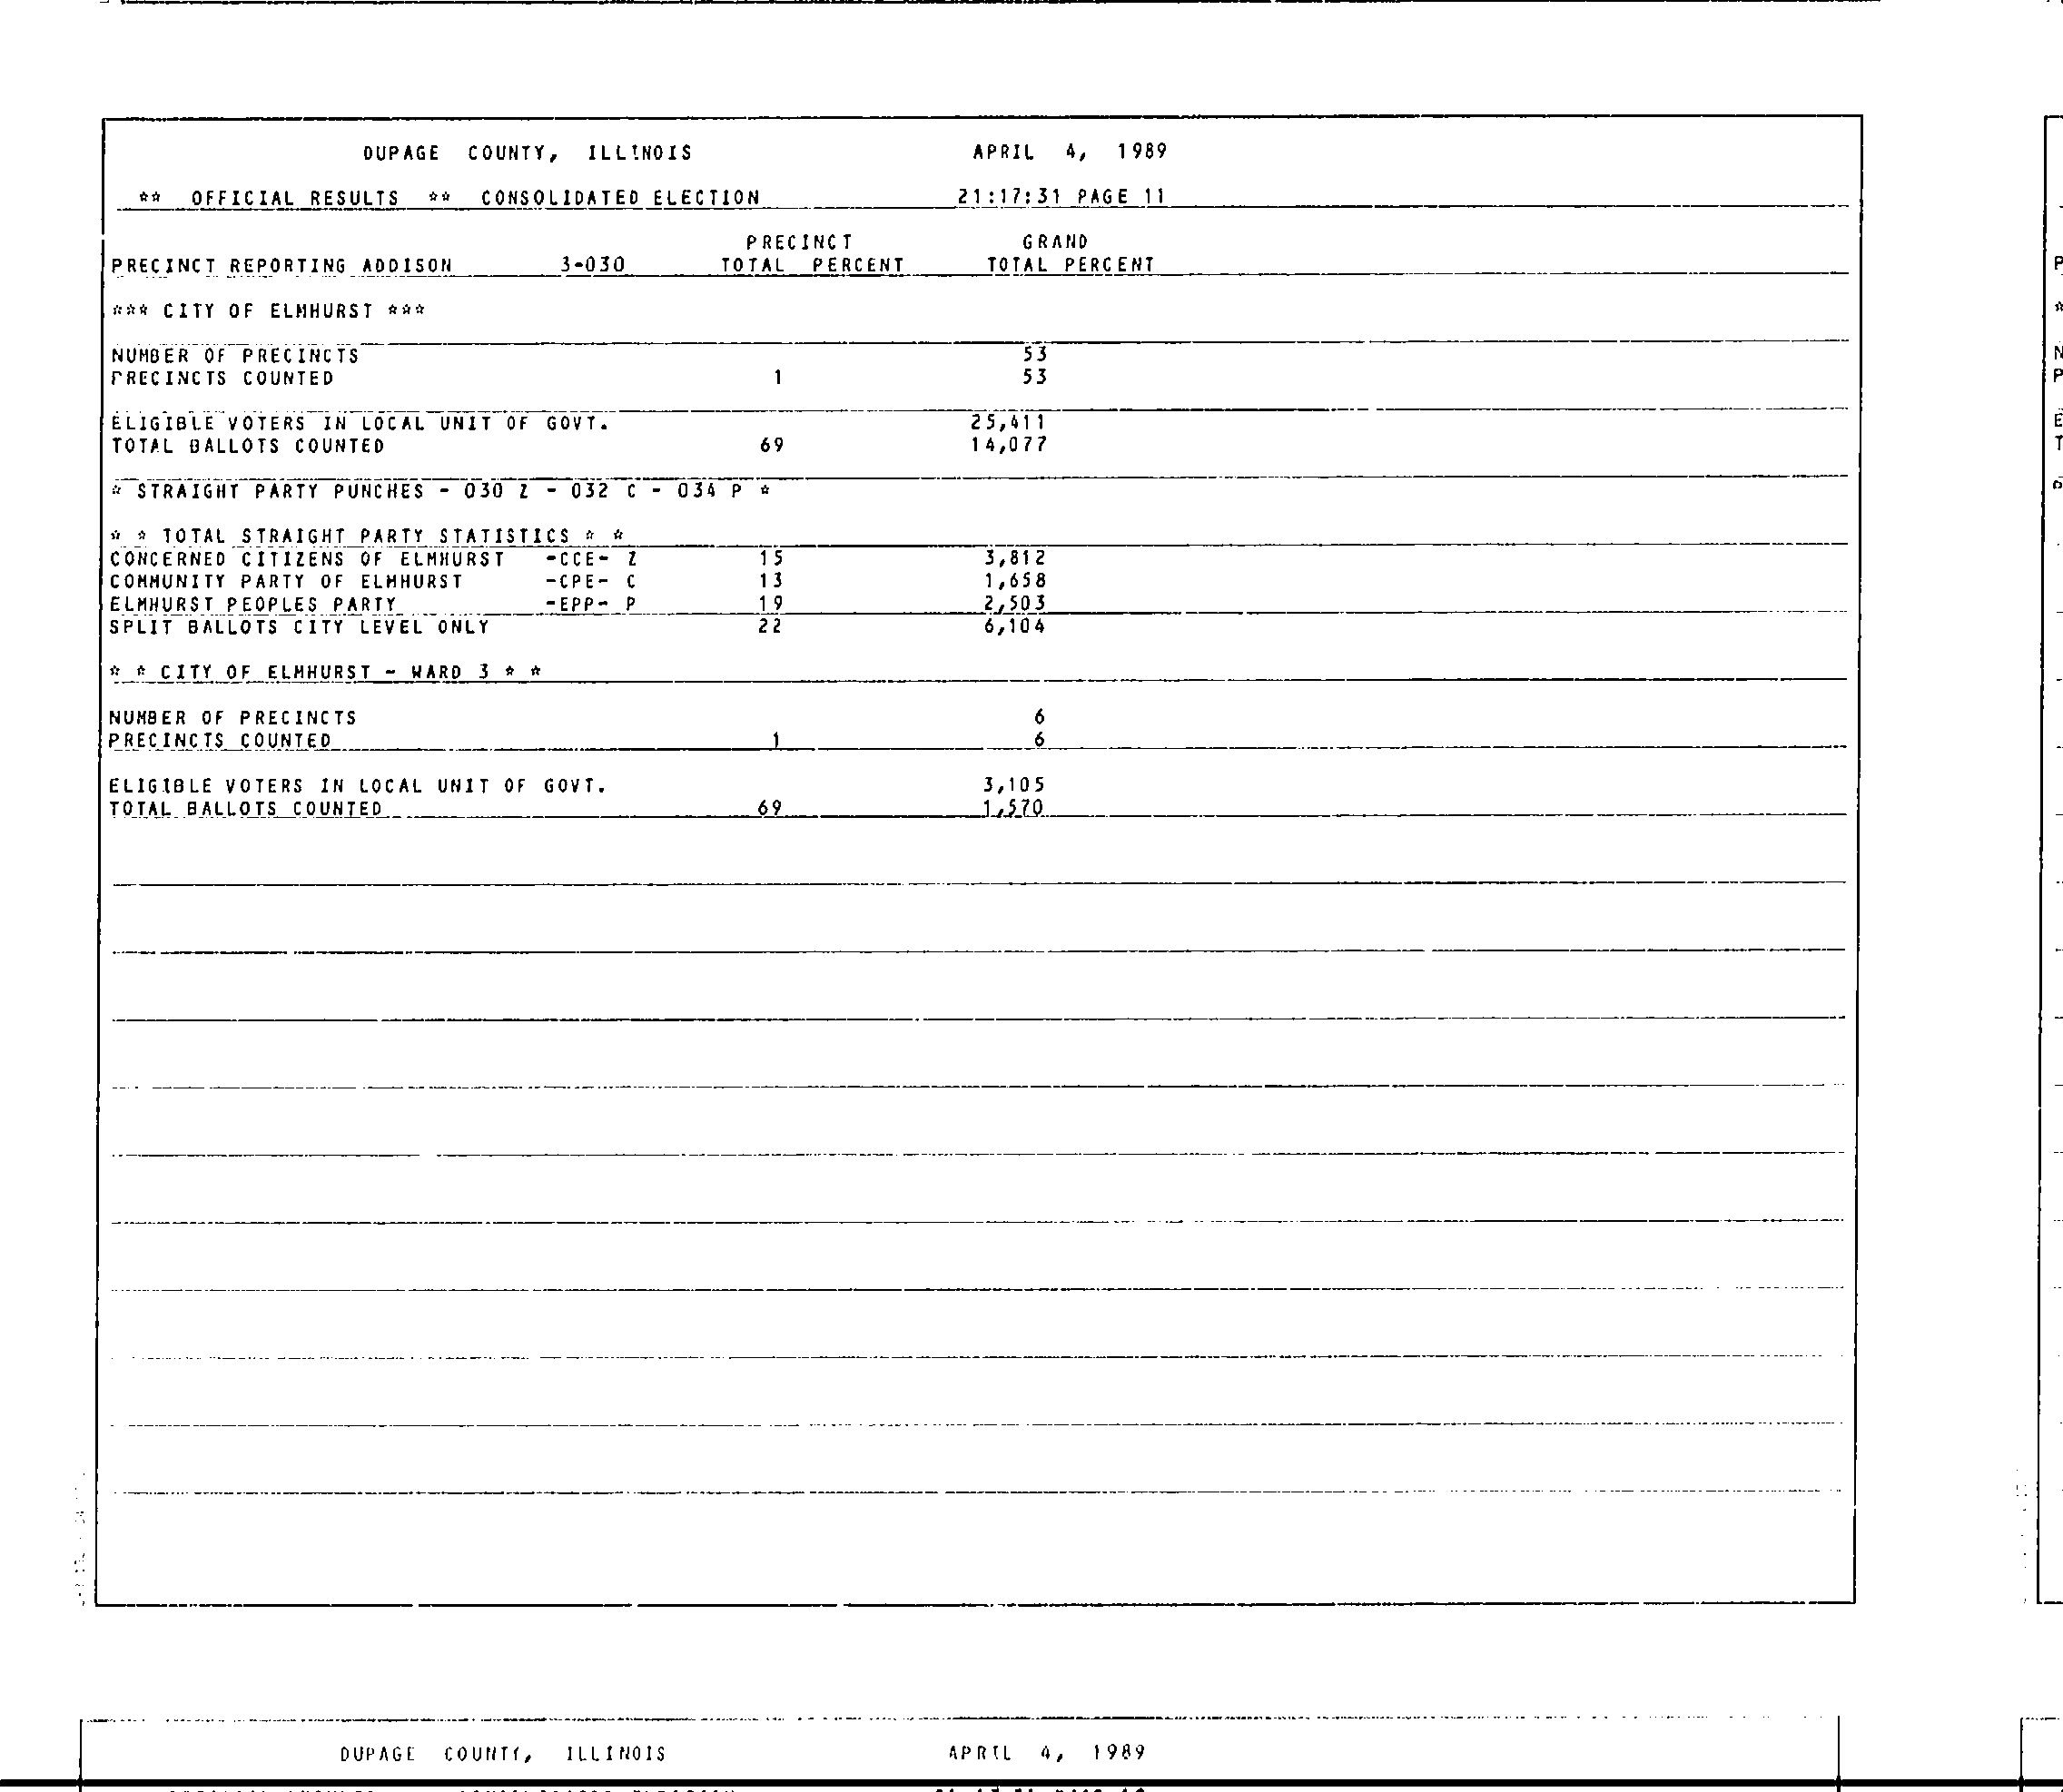 DUPAGE COUNTY, ILLINOIS APRIL 4, 1989
** OFFICIAL RESULTS ** CONSOLIDATED ELECTION 21:17:31 PAGE 11
PRECINCT GRAND
PRECINCT REPORTING ADDISON 3-030 TOTAL PERCENT TOTAL PERCENT
*** CITY OF ELMHURST ***
NUMBER OF PRECINCTS 53
PRECINCTS COUNTED 1 53
ELIGIBLE VOTERS IN LOCAL UNIT OF GOVT. 25,411
TOTAL BALLOTS COUNTED 69 14,077
* STRAIGHT PARTY PUNCHES - 030 Z - 032 C - 034 P *
* * TOTAL STRAIGHT PARTY STATISTICS * *
CONCERNED CITIZENS OF ELMHURST -CCE- Z 15 3,812
COMMUNITY PARTY OF ELMHURST -CPE- C 13 1,658
ELMHURST PEOPLES PARTY -EPP- P 19 2,503
SPLIT BALLOTS CITY LEVEL ONLY 22 6,104
* * CITY OF ELMHURST - WARD 3 * *
NUMBER OF PRECINCTS 6
PRECINCTS COUNTED 1 6
ELIGIBLE VOTERS IN LOCAL UNIT OF GOVT. 3,105
TOTAL BALLOTS COUNTED 69 1,570
DUPAGE COUNTY, ILLINOIS APRIL 4, 1989